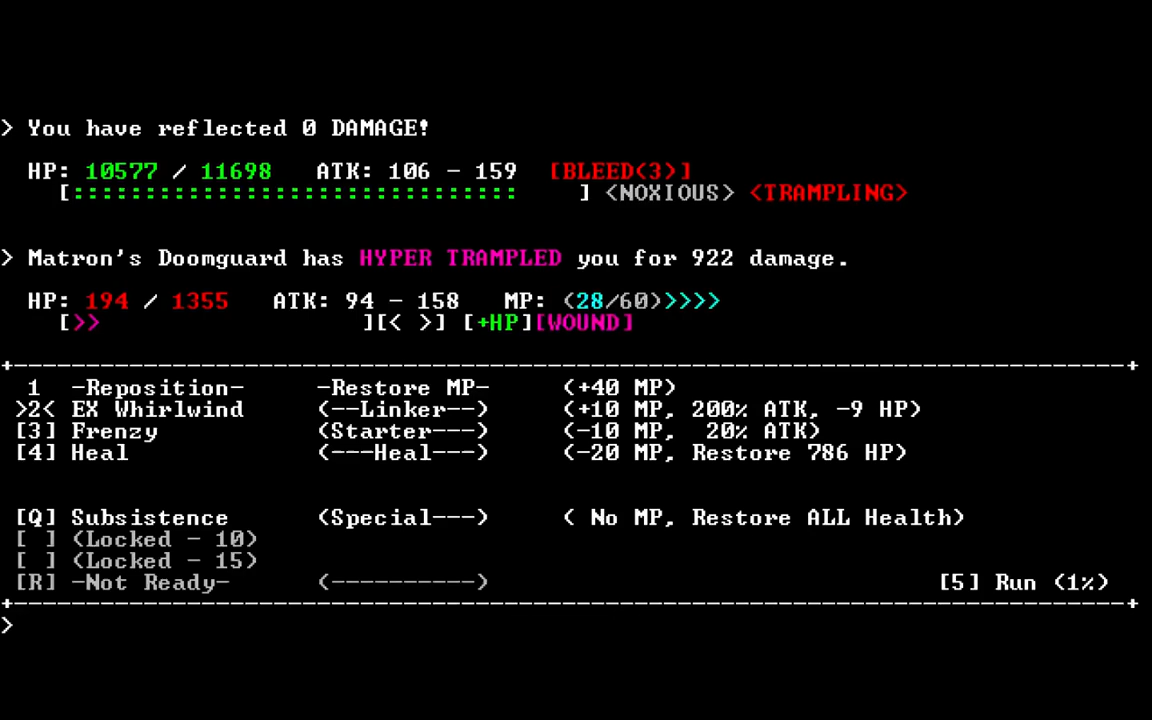 > You have reflected 0 DAMAGE!
HP: 10577 / 11698 ATK: 106 - 159 [BLEED(3)]
[:::::::::::::::::::::::::::::::] <NOXIOUS> <TRAMPLING>
> Matron's Doomguard has HYPER TRAMPLED you for 922 damage.
HP: 194 / 1355 ATK: 94 - 158 MP: (28/60)>>>>
[>> ][< >] [+HP][WOUND]
+------------------------------------------------------------------------------+
1 -Reposition- -Restore MP- (+40 MP)
>2< EX Whirlwind (--Linker--) (+10 MP, 200% ATK, -9 HP)
[3] Frenzy (Starter---) (-10 MP, 20% ATK)
[4] Heal (---Heal---) (-20 MP, Restore 786 HP)
[Q] Subsistence (Special---) ( No MP, Restore ALL Health)
[ ] (Locked - 10)
[ ] (Locked - 15)
[R] -Not Ready- (----------) [5] Run (1%)
+------------------------------------------------------------------------------+
>